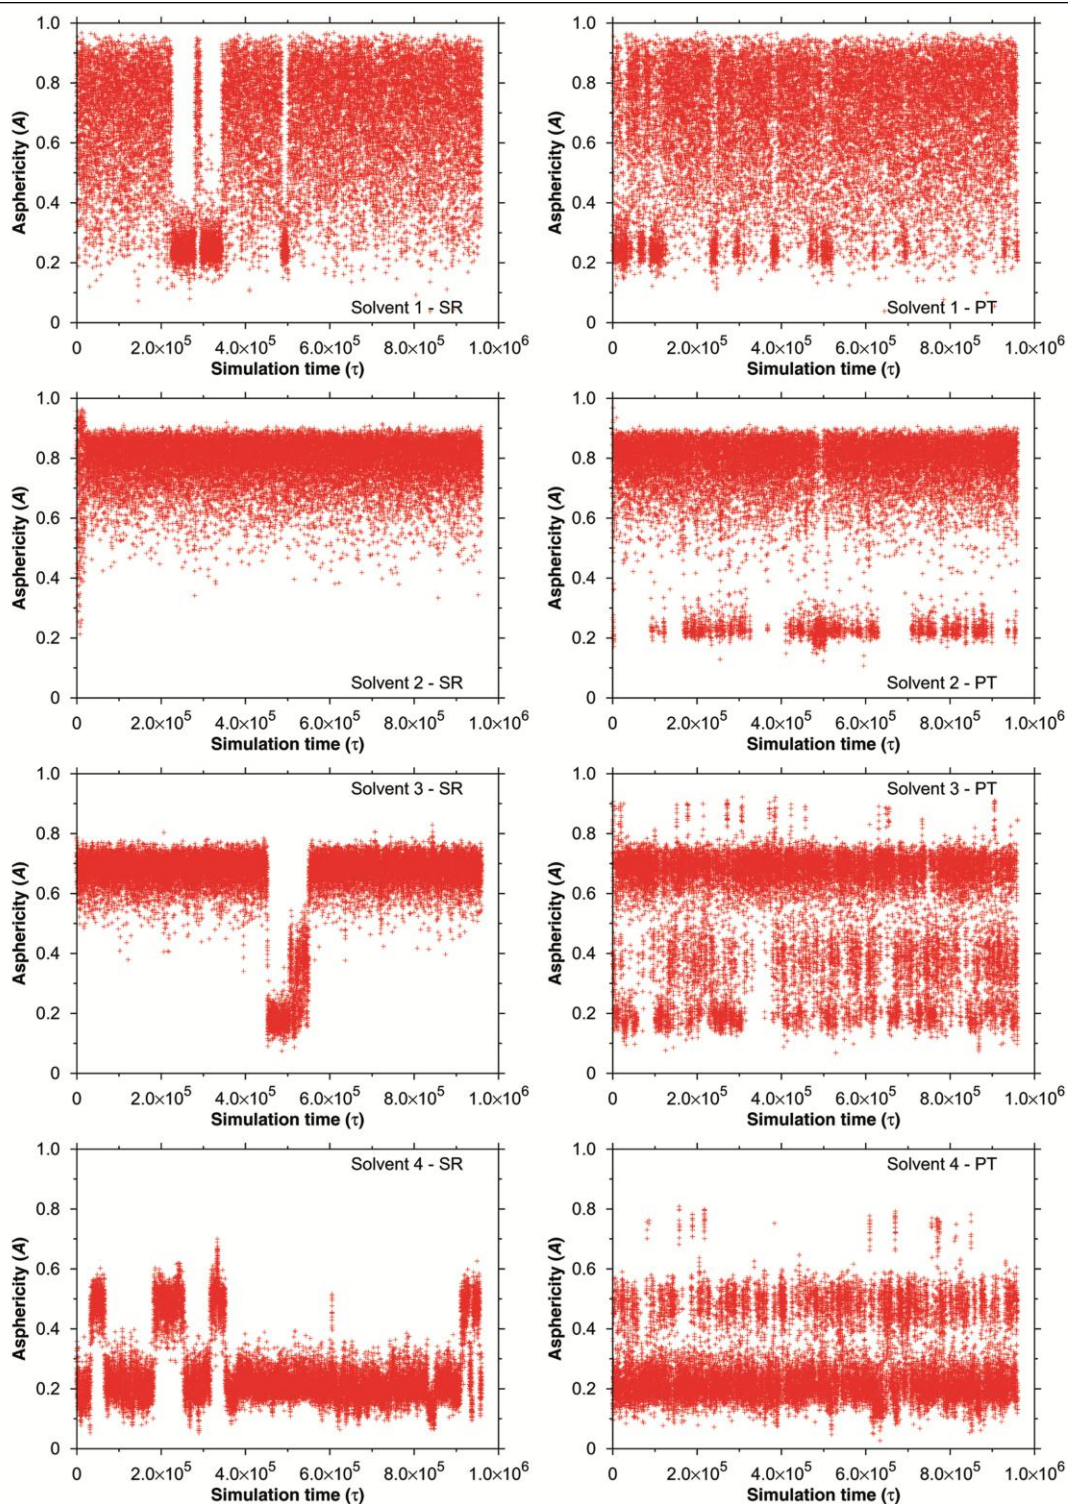 1.0
0.8
0.6
0.4
0.2
0
Asphericity (A)
Solvent 1 - SR
0 2.0×10⁵ 4.0×10⁵ 6.0×10⁵ 8.0×10⁵ 1.0×10⁶
Simulation time (τ)
1.0
0.8
0.6
0.4
0.2
0
Asphericity (A)
Solvent 1 - PT
0 2.0×10⁵ 4.0×10⁵ 6.0×10⁵ 8.0×10⁵ 1.0×10⁶
Simulation time (τ)
1.0
0.8
0.6
0.4
0.2
0
Asphericity (A)
Solvent 2 - SR
0 2.0×10⁵ 4.0×10⁵ 6.0×10⁵ 8.0×10⁵ 1.0×10⁶
Simulation time (τ)
1.0
0.8
0.6
0.4
0.2
0
Asphericity (A)
Solvent 2 - PT
0 2.0×10⁵ 4.0×10⁵ 6.0×10⁵ 8.0×10⁵ 1.0×10⁶
Simulation time (τ)
1.0
0.8
0.6
0.4
0.2
0
Asphericity (A)
Solvent 3 - SR
0 2.0×10⁵ 4.0×10⁵ 6.0×10⁵ 8.0×10⁵ 1.0×10⁶
Simulation time (τ)
1.0
0.8
0.6
0.4
0.2
0
Asphericity (A)
Solvent 3 - PT
0 2.0×10⁵ 4.0×10⁵ 6.0×10⁵ 8.0×10⁵ 1.0×10⁶
Simulation time (τ)
1.0
0.8
0.6
0.4
0.2
0
Asphericity (A)
Solvent 4 - SR
0 2.0×10⁵ 4.0×10⁵ 6.0×10⁵ 8.0×10⁵ 1.0×10⁶
Simulation time (τ)
1.0
0.8
0.6
0.4
0.2
0
Asphericity (A)
Solvent 4 - PT
0 2.0×10⁵ 4.0×10⁵ 6.0×10⁵ 8.0×10⁵ 1.0×10⁶
Simulation time (τ)